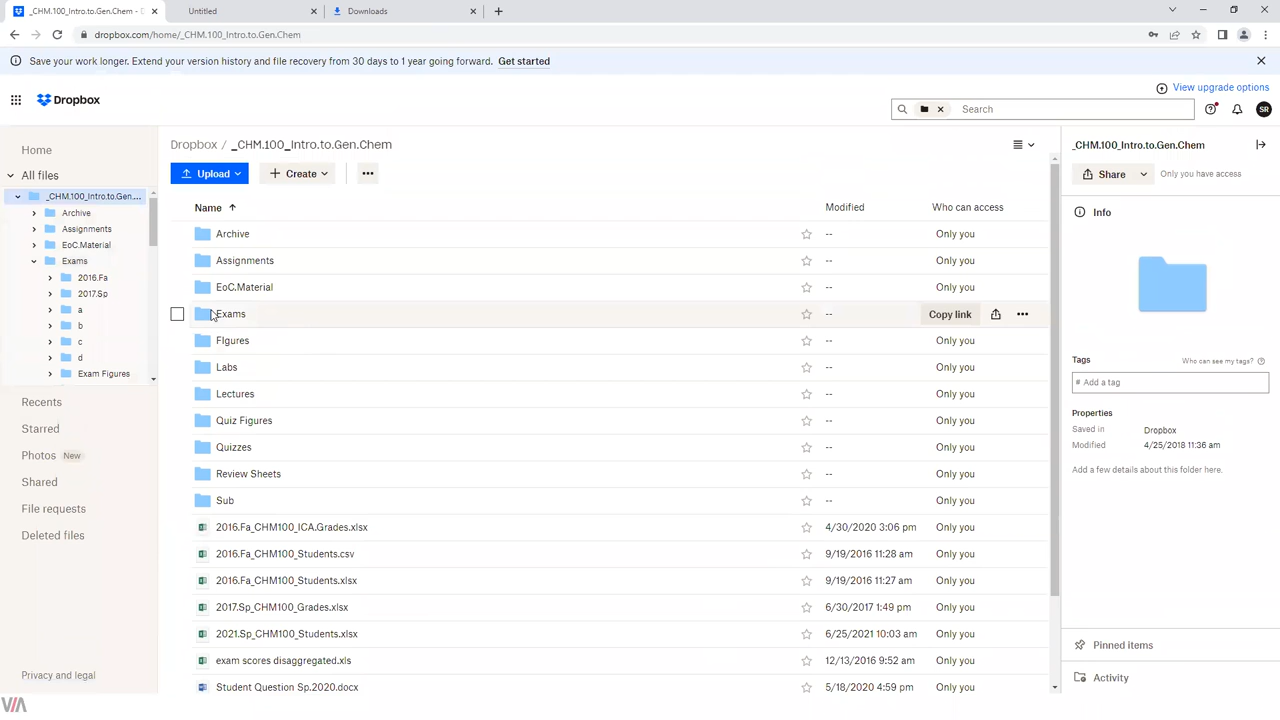 _CHM.100_Intro.to.Gen.Chem - D
Untitled
Downloads
dropbox.com/home/_CHM.100_Intro.to.Gen.Chem
Save your work longer. Extend your version history and file recovery from 30 days to 1 year going forward. Get started
View upgrade options
Dropbox
Search
SR
Home
All files
_CHM.100_Intro.to.Gen....
Archive
Assignments
EoC.Material
Exams
2016.Fa
2017.Sp
a
b
c
d
Exam Figures
Recents
Starred
Photos New
Shared
File requests
Deleted files
Privacy and legal
Dropbox / _CHM.100_Intro.to.Gen.Chem
Upload
Create
Name Modified Who can access
Archive -- Only you
Assignments -- Only you
EoC.Material -- Only you
Exams -- Copy link
FIgures -- Only you
Labs -- Only you
Lectures -- Only you
Quiz Figures -- Only you
Quizzes -- Only you
Review Sheets -- Only you
Sub -- Only you
2016.Fa_CHM100_ICA.Grades.xlsx 4/30/2020 3:06 pm Only you
2016.Fa_CHM100_Students.csv 9/19/2016 11:28 am Only you
2016.Fa_CHM100_Students.xlsx 9/19/2016 11:27 am Only you
2017.Sp_CHM100_Grades.xlsx 6/30/2017 1:49 pm Only you
2021.Sp_CHM100_Students.xlsx 6/25/2021 10:03 am Only you
exam scores disaggregated.xls 12/13/2016 9:52 am Only you
Student Question Sp.2020.docx 5/18/2020 4:59 pm Only you
_CHM.100_Intro.to.Gen.Chem
Share Only you have access
Info
Tags Who can see my tags?
# Add a tag
Properties
Saved in Dropbox
Modified 4/25/2018 11:36 am
Add a few details about this folder here.
Pinned items
Activity
VIA